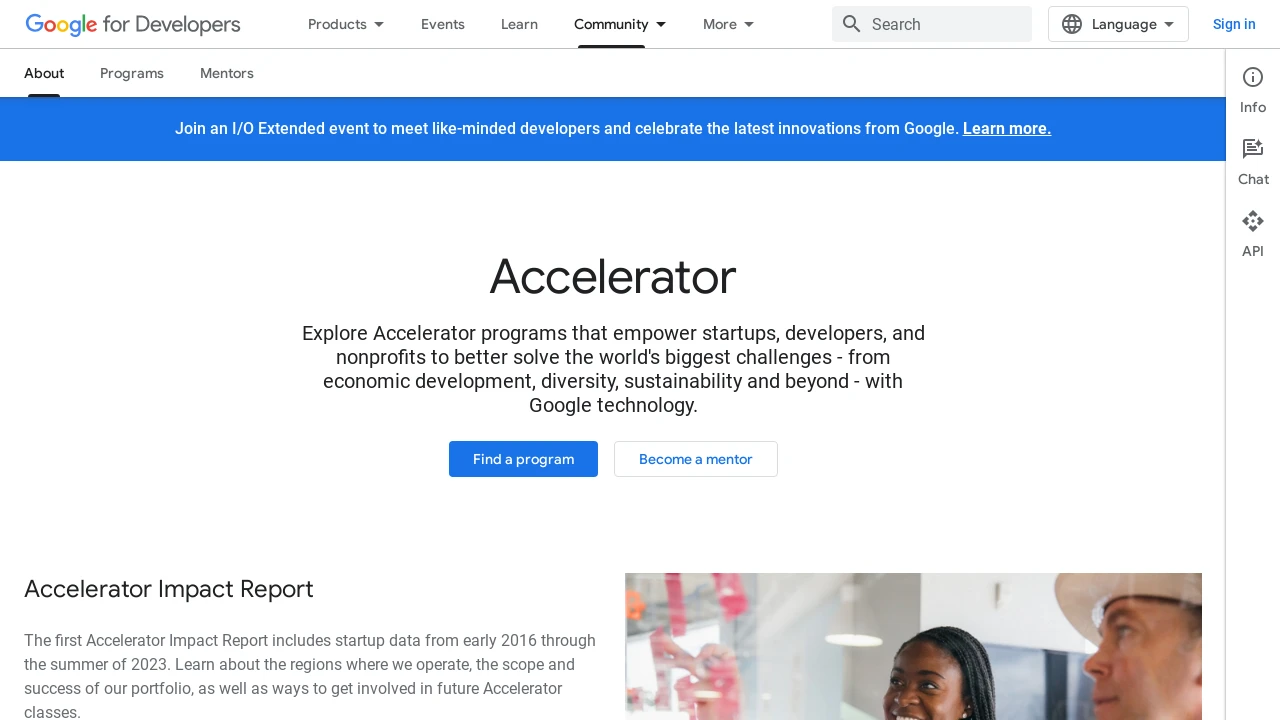 Google for Developers
Products
Events
Learn
Community
More
Search
Language
Sign in
About
Programs
Mentors
Info
Chat
API
Join an I/O Extended event to meet like-minded developers and celebrate the latest innovations from Google. Learn more.
Accelerator
Explore Accelerator programs that empower startups, developers, and
nonprofits to better solve the world's biggest challenges - from
economic development, diversity, sustainability and beyond - with
Google technology.
Find a program
Become a mentor
Accelerator Impact Report
The first Accelerator Impact Report includes startup data from early 2016 through
the summer of 2023. Learn about the regions where we operate, the scope and
success of our portfolio, as well as ways to get involved in future Accelerator
classes.